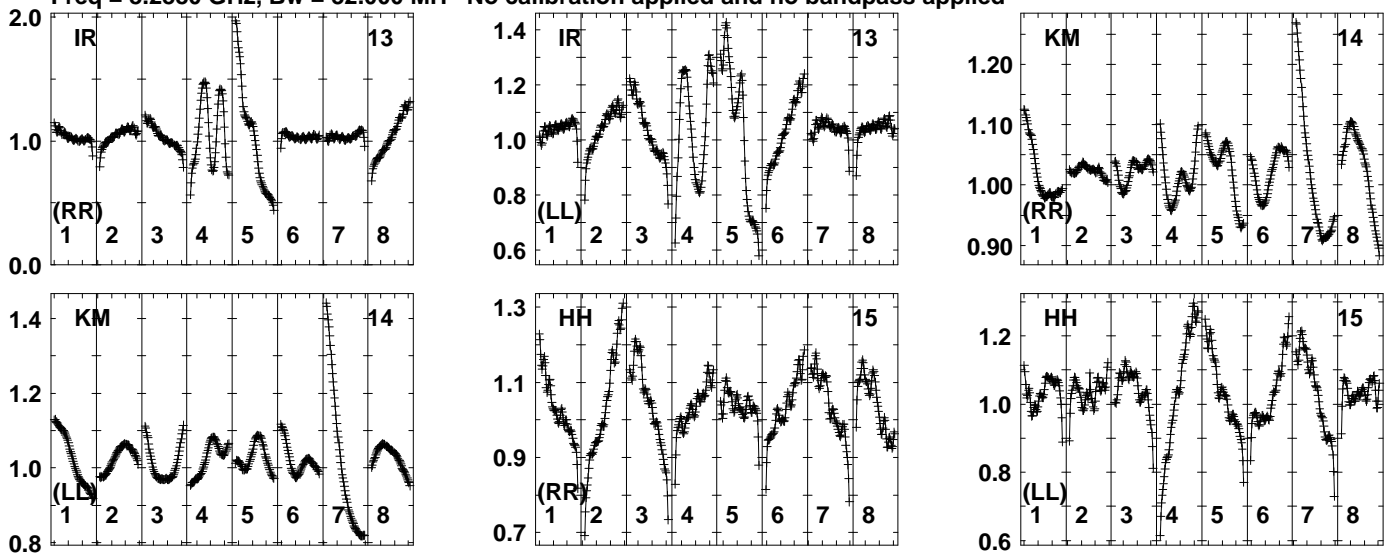 Freq = GHz, Bw = 32.000 MH No calibration applied and no bandpass applied
2.0
IR 13
1.0
(RR)
1 2 3 4 5 6 7 8
0.0
1.4
IR 13
1.2
1.0
0.8
(LL)
0.6
1 2 3 4 5 6 7 8
KM 14
1.20
1.10
1.00
(RR)
0.90
1 2 3 4 5 6 7 8
1.4
KM 14
1.2
1.0
(LL)
1 2 3 4 5 6 7 8
0.8
1.3
HH 15
1.1
0.9
(RR)
1 2 3 4 5 6 7 8
0.7
HH 15
1.2
1.0
0.8
(LL)
1 2 3 4 5 6 7 8
0.6